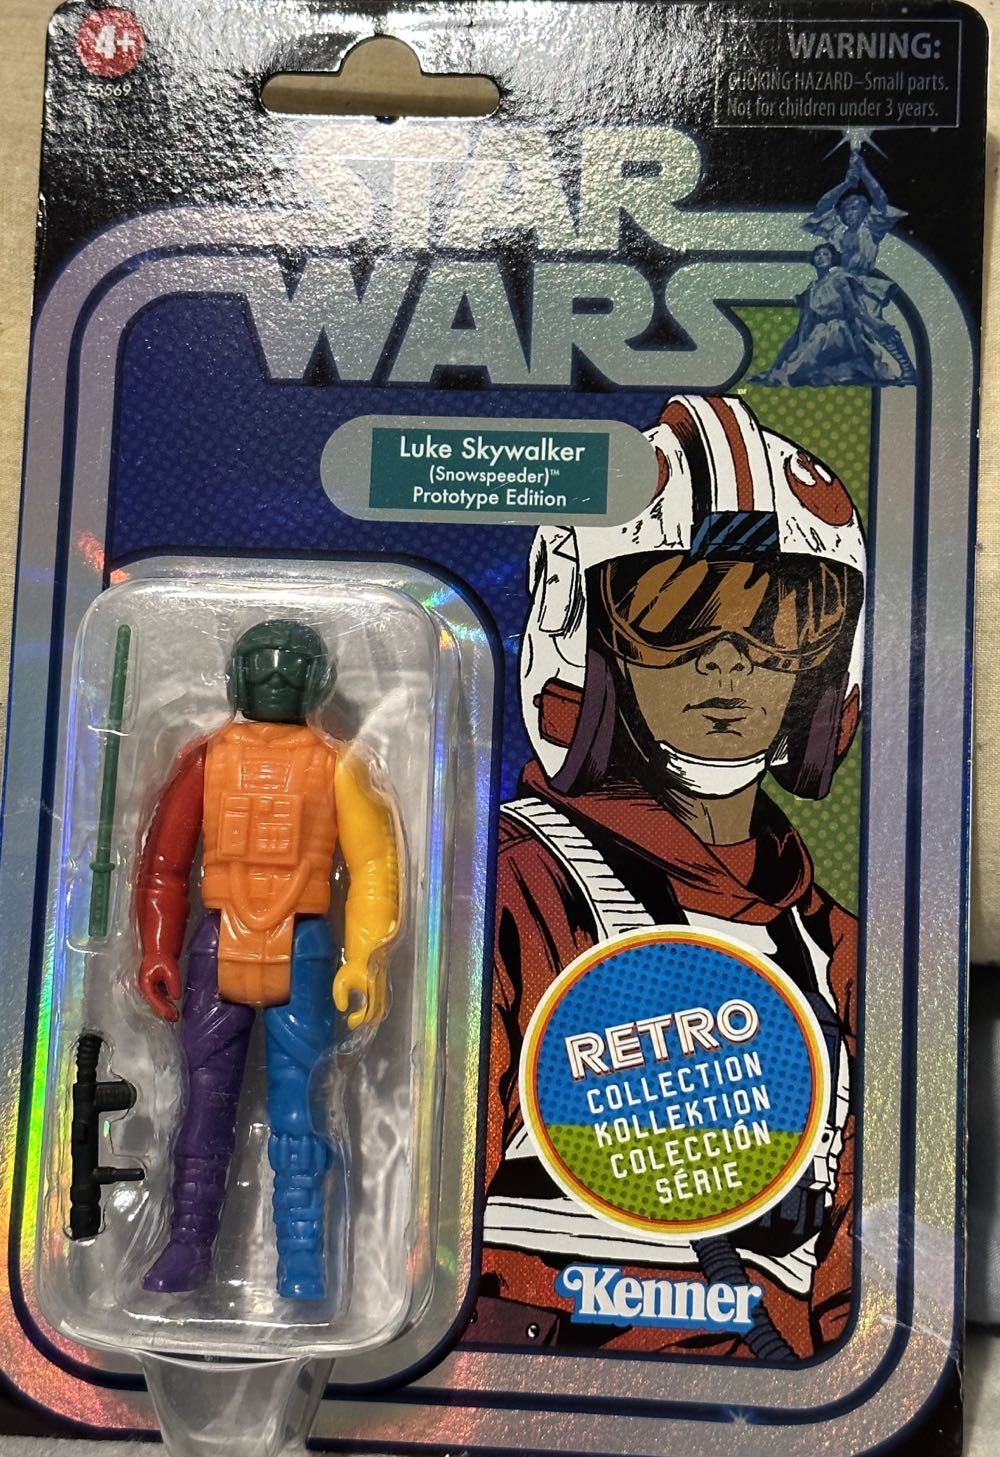 4+
E5569
WARNING:
CHOKING HAZARD–Small parts.
Not for children under 3 years.
STAR
WARS
Luke Skywalker
(Snowspeeder)™
Prototype Edition
RETRO
COLLECTION
KOLLEKTION
COLECCIÓN
SÉRIE
Kenner